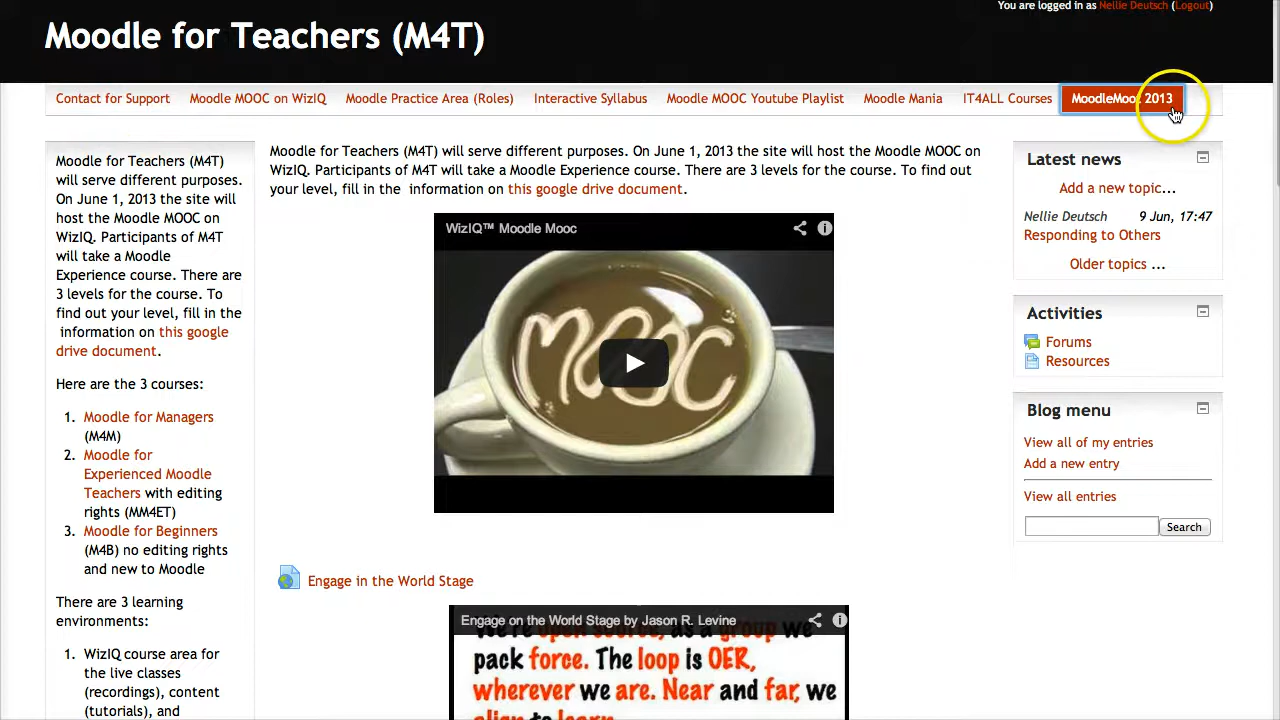 You are logged in as Nellie Deutsch (Logout)
Moodle for Teachers (M4T)
Contact for Support
Moodle MOOC on WizIQ
Moodle Practice Area (Roles)
Interactive Syllabus
Moodle MOOC Youtube Playlist
Moodle Mania
IT4ALL Courses
MoodleMoot 2013
Moodle for Teachers (M4T)
will serve different purposes.
On June 1, 2013 the site will
host the Moodle MOOC on
WizIQ. Participants of M4T
will take a Moodle
Experience course. There are
3 levels for the course. To
find out your level, fill in the
information on this google
drive document.
Here are the 3 courses:
1. Moodle for Managers
(M4M)
2. Moodle for
Experienced Moodle
Teachers with editing
rights (MM4ET)
3. Moodle for Beginners
(M4B) no editing rights
and new to Moodle
There are 3 learning
environments:
1. WizIQ course area for
the live classes
(recordings), content
(tutorials), and
Moodle for Teachers (M4T) will serve different purposes. On June 1, 2013 the site will host the Moodle MOOC on
WizIQ. Participants of M4T will take a Moodle Experience course. There are 3 levels for the course. To find out
your level, fill in the information on this google drive document.
WizIQ™ Moodle Mooc
MOOC
Engage in the World Stage
Engage on the World Stage by Jason R. Levine
We're open source, as a group we
pack force. The loop is OER,
wherever we are. Near and far, we
align to learn
Latest news
Add a new topic...
Nellie Deutsch 9 Jun, 17:47
Responding to Others
Older topics ...
Activities
Forums
Resources
Blog menu
View all of my entries
Add a new entry
View all entries
Search